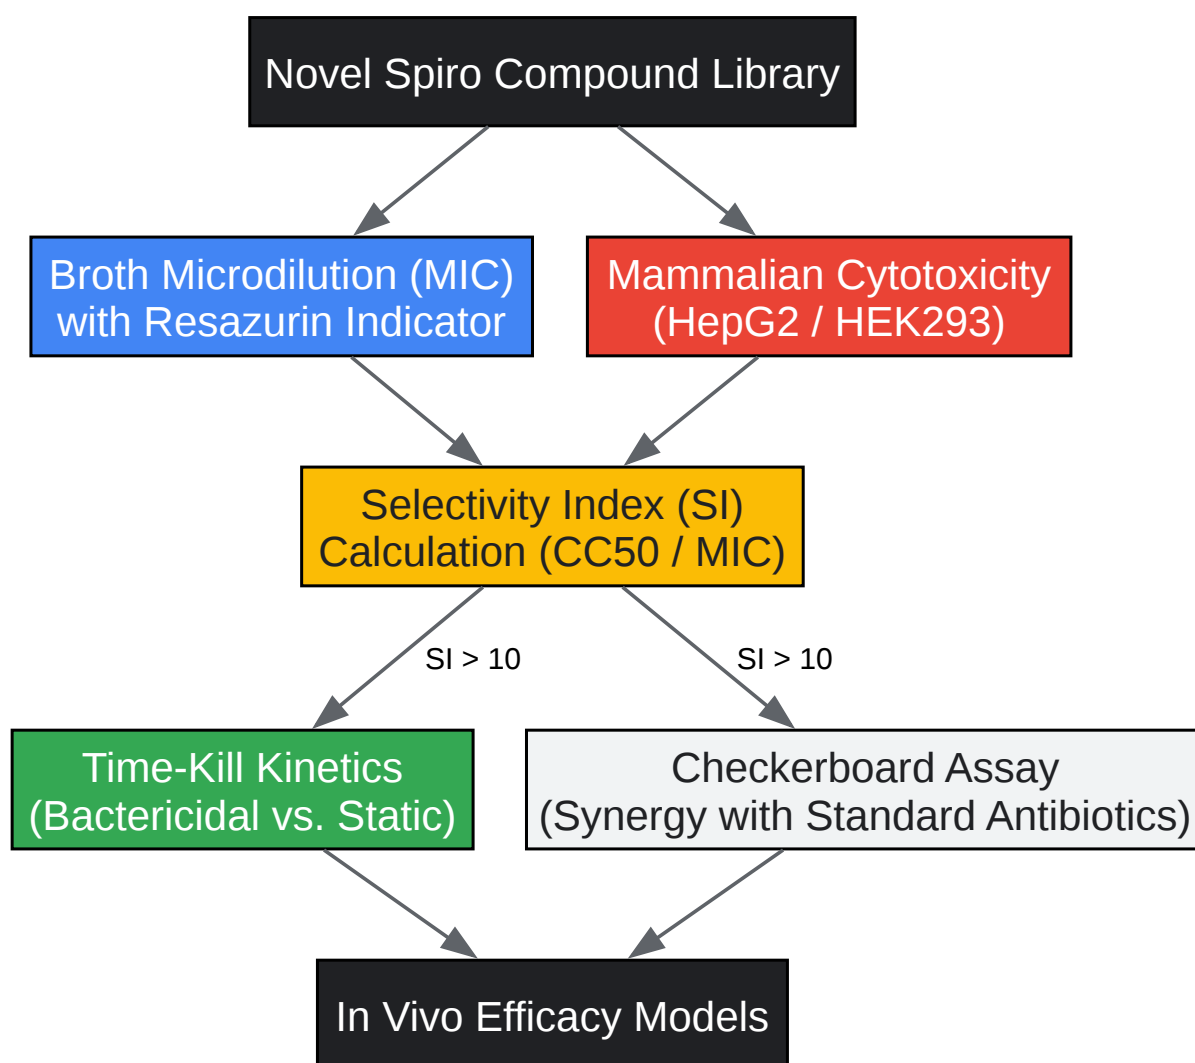 Novel Spiro Compound Library
Broth Microdilution (MIC)
with Resazurin Indicator
Mammalian Cytotoxicity
(HepG2 / HEK293)
Selectivity Index (SI)
Calculation (CC50 / MIC)
SI > 10
SI > 10
Time-Kill Kinetics
(Bactericidal vs. Static)
Checkerboard Assay
(Synergy with Standard Antibiotics)
In Vivo Efficacy Models